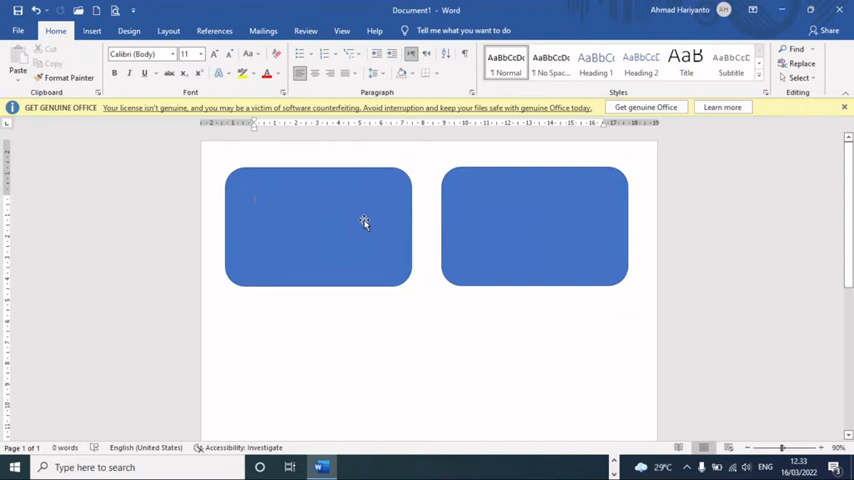 Document1 - Word
Ahmad Hariyanto
AH
File Home Insert Design Layout References Mailings Review View Help Tell me what you want to do
Share
Paste
Cut
Copy
Format Painter
Clipboard
Calibri (Body) 11
Font
Paragraph
AaBbCcDc AaBbCcDc AaBbCc AaBbCcD AaB AaBbCcD
¶ Normal ¶ No Spac... Heading 1 Heading 2 Title Subtitle
Styles
Find
Replace
Select
Editing
GET GENUINE OFFICE Your license isn't genuine, and you may be a victim of software counterfeiting. Avoid interruption and keep your files safe with genuine Office today.
Get genuine Office
Learn more
Page 1 of 1 0 words English (United States) Accessibility: Investigate
90%
Type here to search
29°C
ENG
12.33
16/03/2022